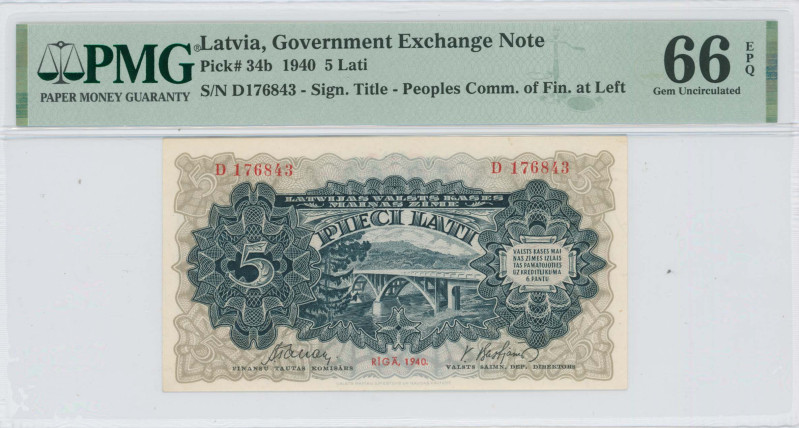 PMG®
PAPER MONEY GUARANTY
Latvia, Government Exchange Note
Pick# 34b 1940 5 Lati
S/N D176843 - Sign. Title - Peoples Comm. of Fin. at Left
66 EPQ
Gem Uncirculated
D 176843 D 176843
LATVIJAS VALSTS KASES
MAIŅAS ZĪME
PIECI LATI
5
VALSTS KASES MAI
ŅAS ZĪMES IZLAIS
TAS PAMATOJOTIES
UZ KREDITLIKUMA
6. PANTU
RĪGĀ, 1940.
FINANSU TAUTAS KOMISĀRS
VALSTS SAIMN. DEP. DIREKTORS